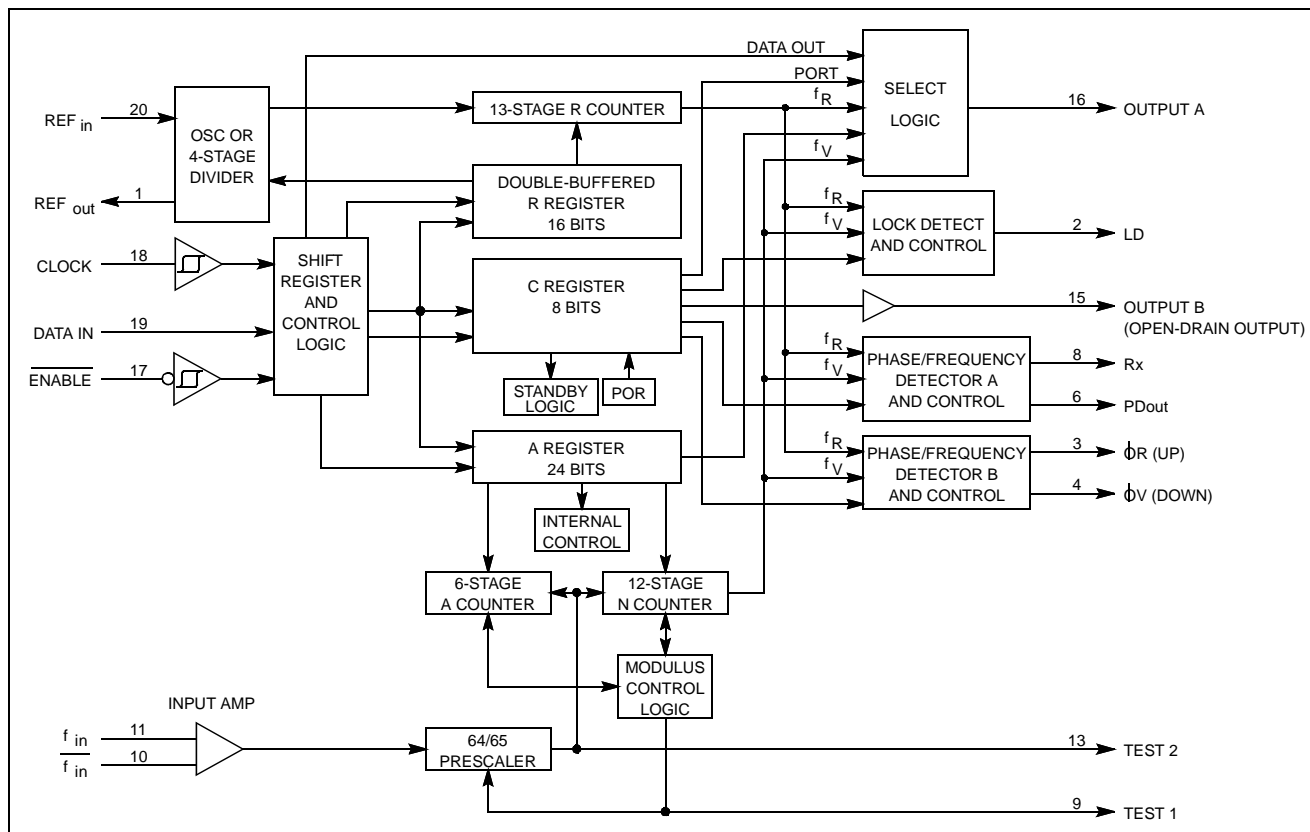 DATA OUT
PORT
f R
f V
SELECT
LOGIC
16
OUTPUT A
20
REF in
OSC OR
4-STAGE
DIVIDER
1
REF out
13-STAGE R COUNTER
DOUBLE-BUFFERED
R REGISTER
16 BITS
f R
f V
LOCK DETECT
AND CONTROL
2
LD
18
CLOCK
19
DATA IN
17
ENABLE
SHIFT
REGISTER
AND
CONTROL
LOGIC
C REGISTER
8 BITS
15
OUTPUT B
(OPEN-DRAIN OUTPUT)
STANDBY
LOGIC
POR
f R
f V
PHASE/FREQUENCY
DETECTOR A
AND CONTROL
8
Rx
6
PDout
A REGISTER
24 BITS
f R
f V
PHASE/FREQUENCY
DETECTOR B
AND CONTROL
3
ϕR (UP)
4
ϕV (DOWN)
INTERNAL
CONTROL
6-STAGE
A COUNTER
12-STAGE
N COUNTER
MODULUS
CONTROL
LOGIC
INPUT AMP
11
f in
10
f in
64/65
PRESCALER
13
TEST 2
9
TEST 1